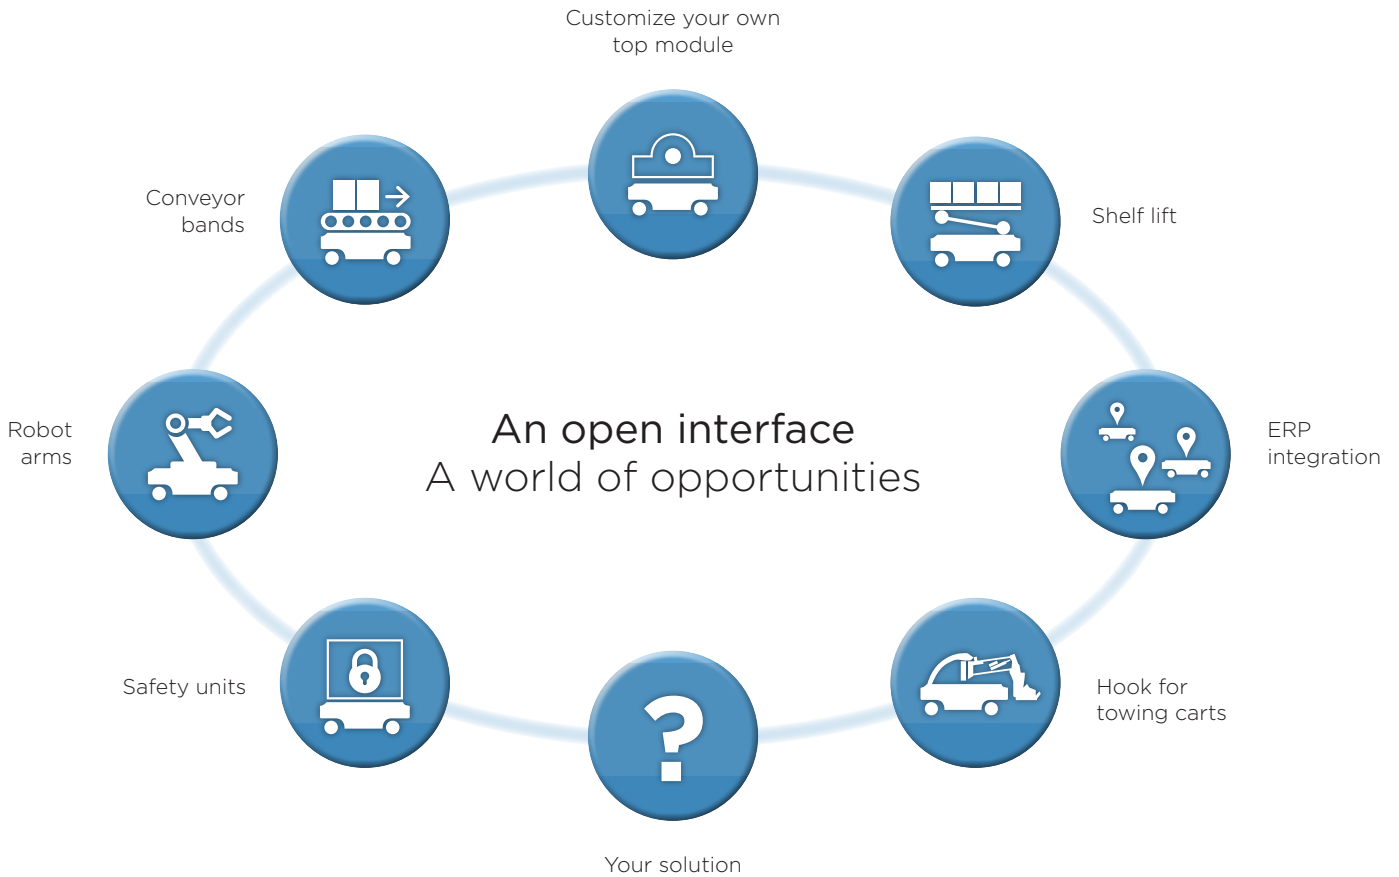 Customize your own
top module
Conveyor
bands
Shelf lift
Robot
arms
An open interface
A world of opportunities
ERP
integration
Safety units
Hook for
towing carts
?
Your solution